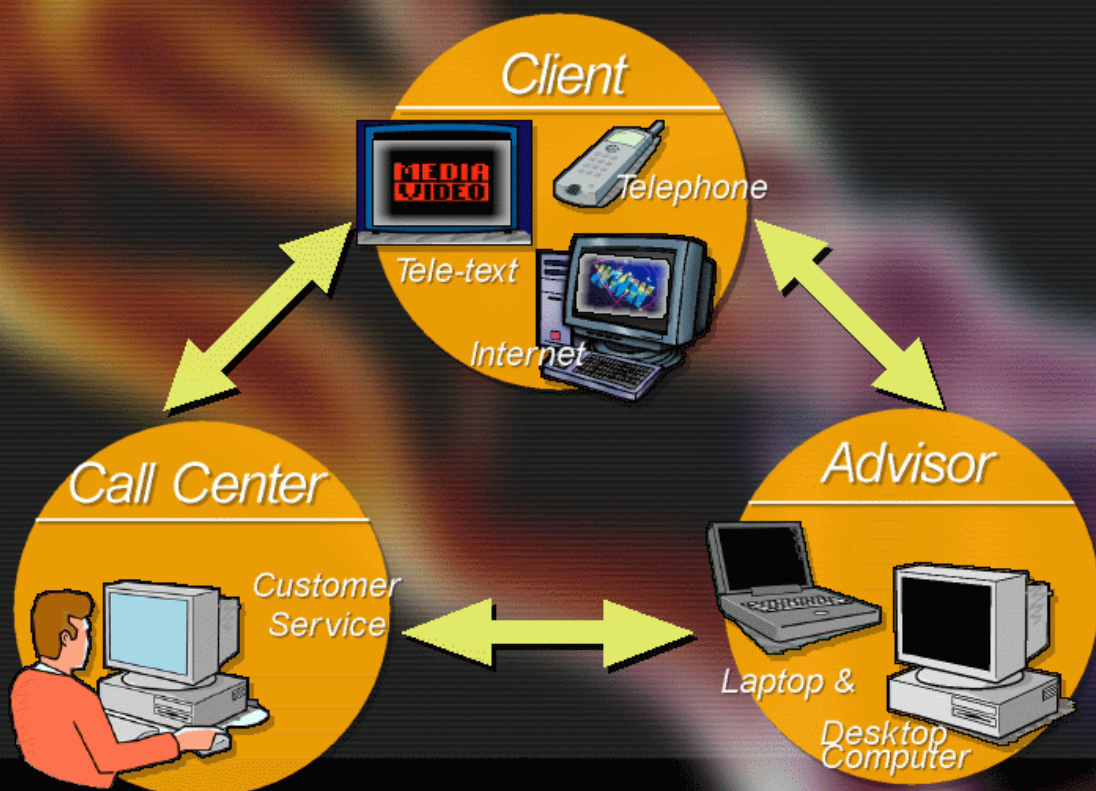 Client
MEDIA
VIDEO
Telephone
Tele-text
Internet
Call Center
Customer
Service
Advisor
Laptop &
Desktop
Computer